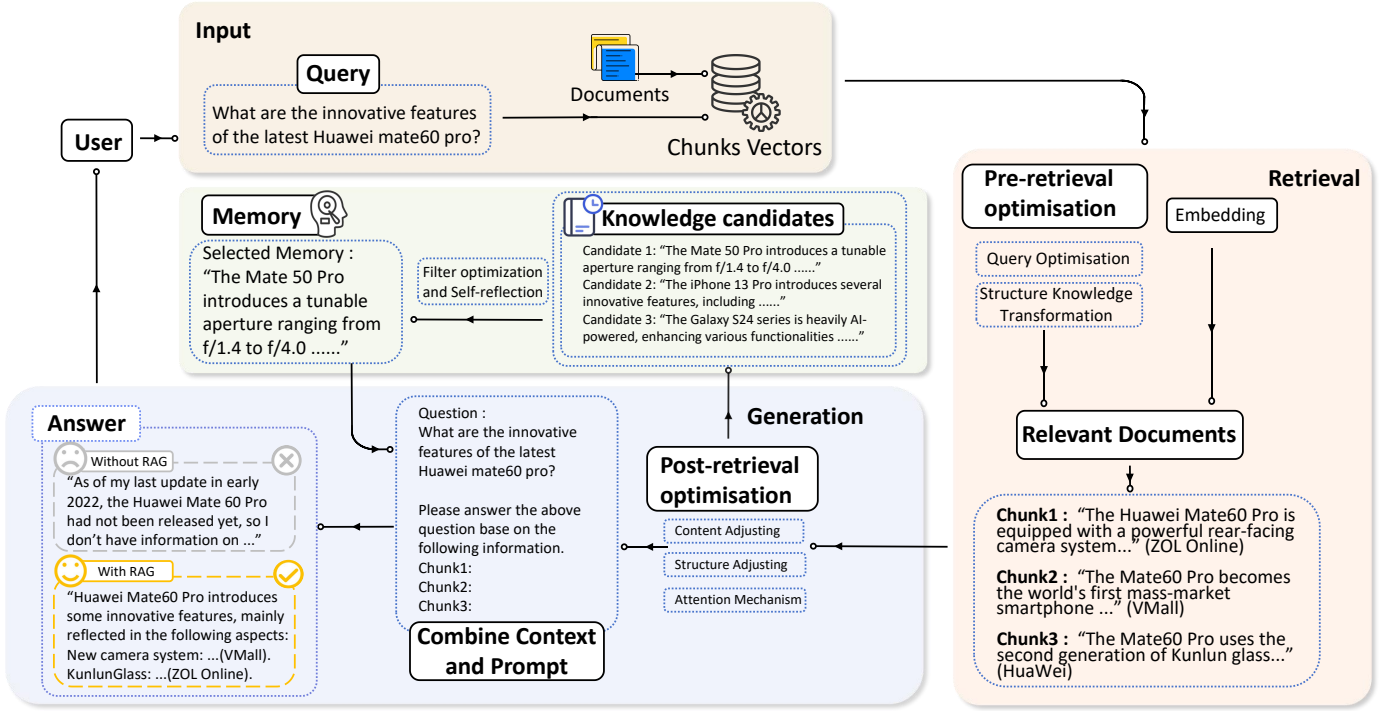 Input
Query
What are the innovative features
of the latest Huawei mate60 pro?
Documents
Chunks Vectors
User
Pre-retrieval
optimisation
Retrieval
Embedding
Query Optimisation
Structure Knowledge
Transformation
Relevant Documents
Chunk1 : “The Huawei Mate60 Pro is
equipped with a powerful rear-facing
camera system...” (ZOL Online)
Chunk2 : “The Mate60 Pro becomes
the world's first mass-market
smartphone ...” (VMall)
Chunk3 : “The Mate60 Pro uses the
second generation of Kunlun glass...”
(HuaWei)
Memory
Selected Memory :
“The Mate 50 Pro
introduces a tunable
aperture ranging from
f/1.4 to f/4.0 ......”
Filter optimization
and Self-reflection
Knowledge candidates
Candidate 1: “The Mate 50 Pro introduces a tunable
aperture ranging from f/1.4 to f/4.0 ......”
Candidate 2: “The iPhone 13 Pro introduces several
innovative features, including ......”
Candidate 3: “The Galaxy S24 series is heavily AI-
powered, enhancing various functionalities ......”
Generation
Post-retrieval
optimisation
Content Adjusting
Structure Adjusting
Attention Mechanism
Question :
What are the innovative
features of the latest
Huawei mate60 pro?
Please answer the above
question base on the
following information.
Chunk1:
Chunk2:
Chunk3:
Combine Context
and Prompt
Answer
Without RAG
“As of my last update in early
2022, the Huawei Mate 60 Pro
had not been released yet, so I
don’t have information on ...”
With RAG
“Huawei Mate60 Pro introduces
some innovative features, mainly
reflected in the following aspects:
New camera system: ...(VMall).
KunlunGlass: ...(ZOL Online).